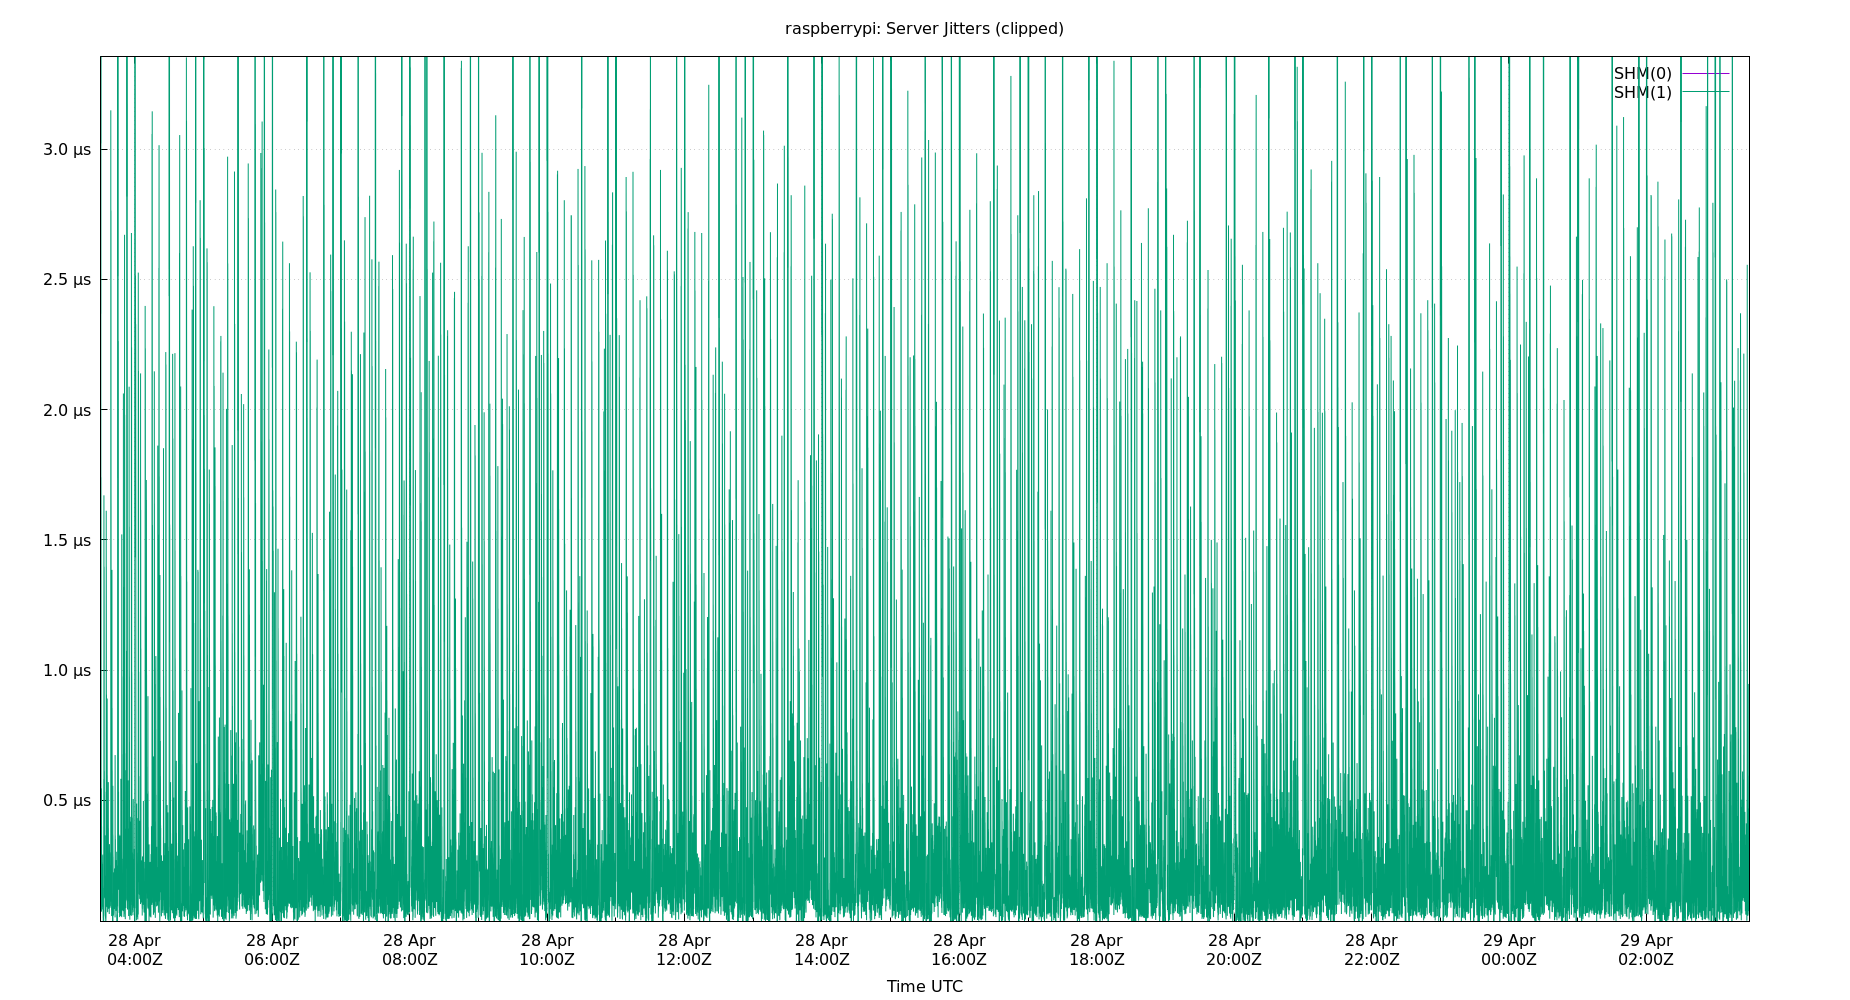 raspberrypi: Server Jitters (clipped)
SHM(0)
SHM(1)
3.0 µs
2.5 µs
2.0 µs
1.5 µs
1.0 µs
0.5 µs
28 Apr 28 Apr 28 Apr 28 Apr 28 Apr 28 Apr 28 Apr 28 Apr 28 Apr 28 Apr 29 Apr 29 Apr
04:00Z 06:00Z 08:00Z 10:00Z 12:00Z 14:00Z 16:00Z 18:00Z 20:00Z 22:00Z 00:00Z 02:00Z
Time UTC